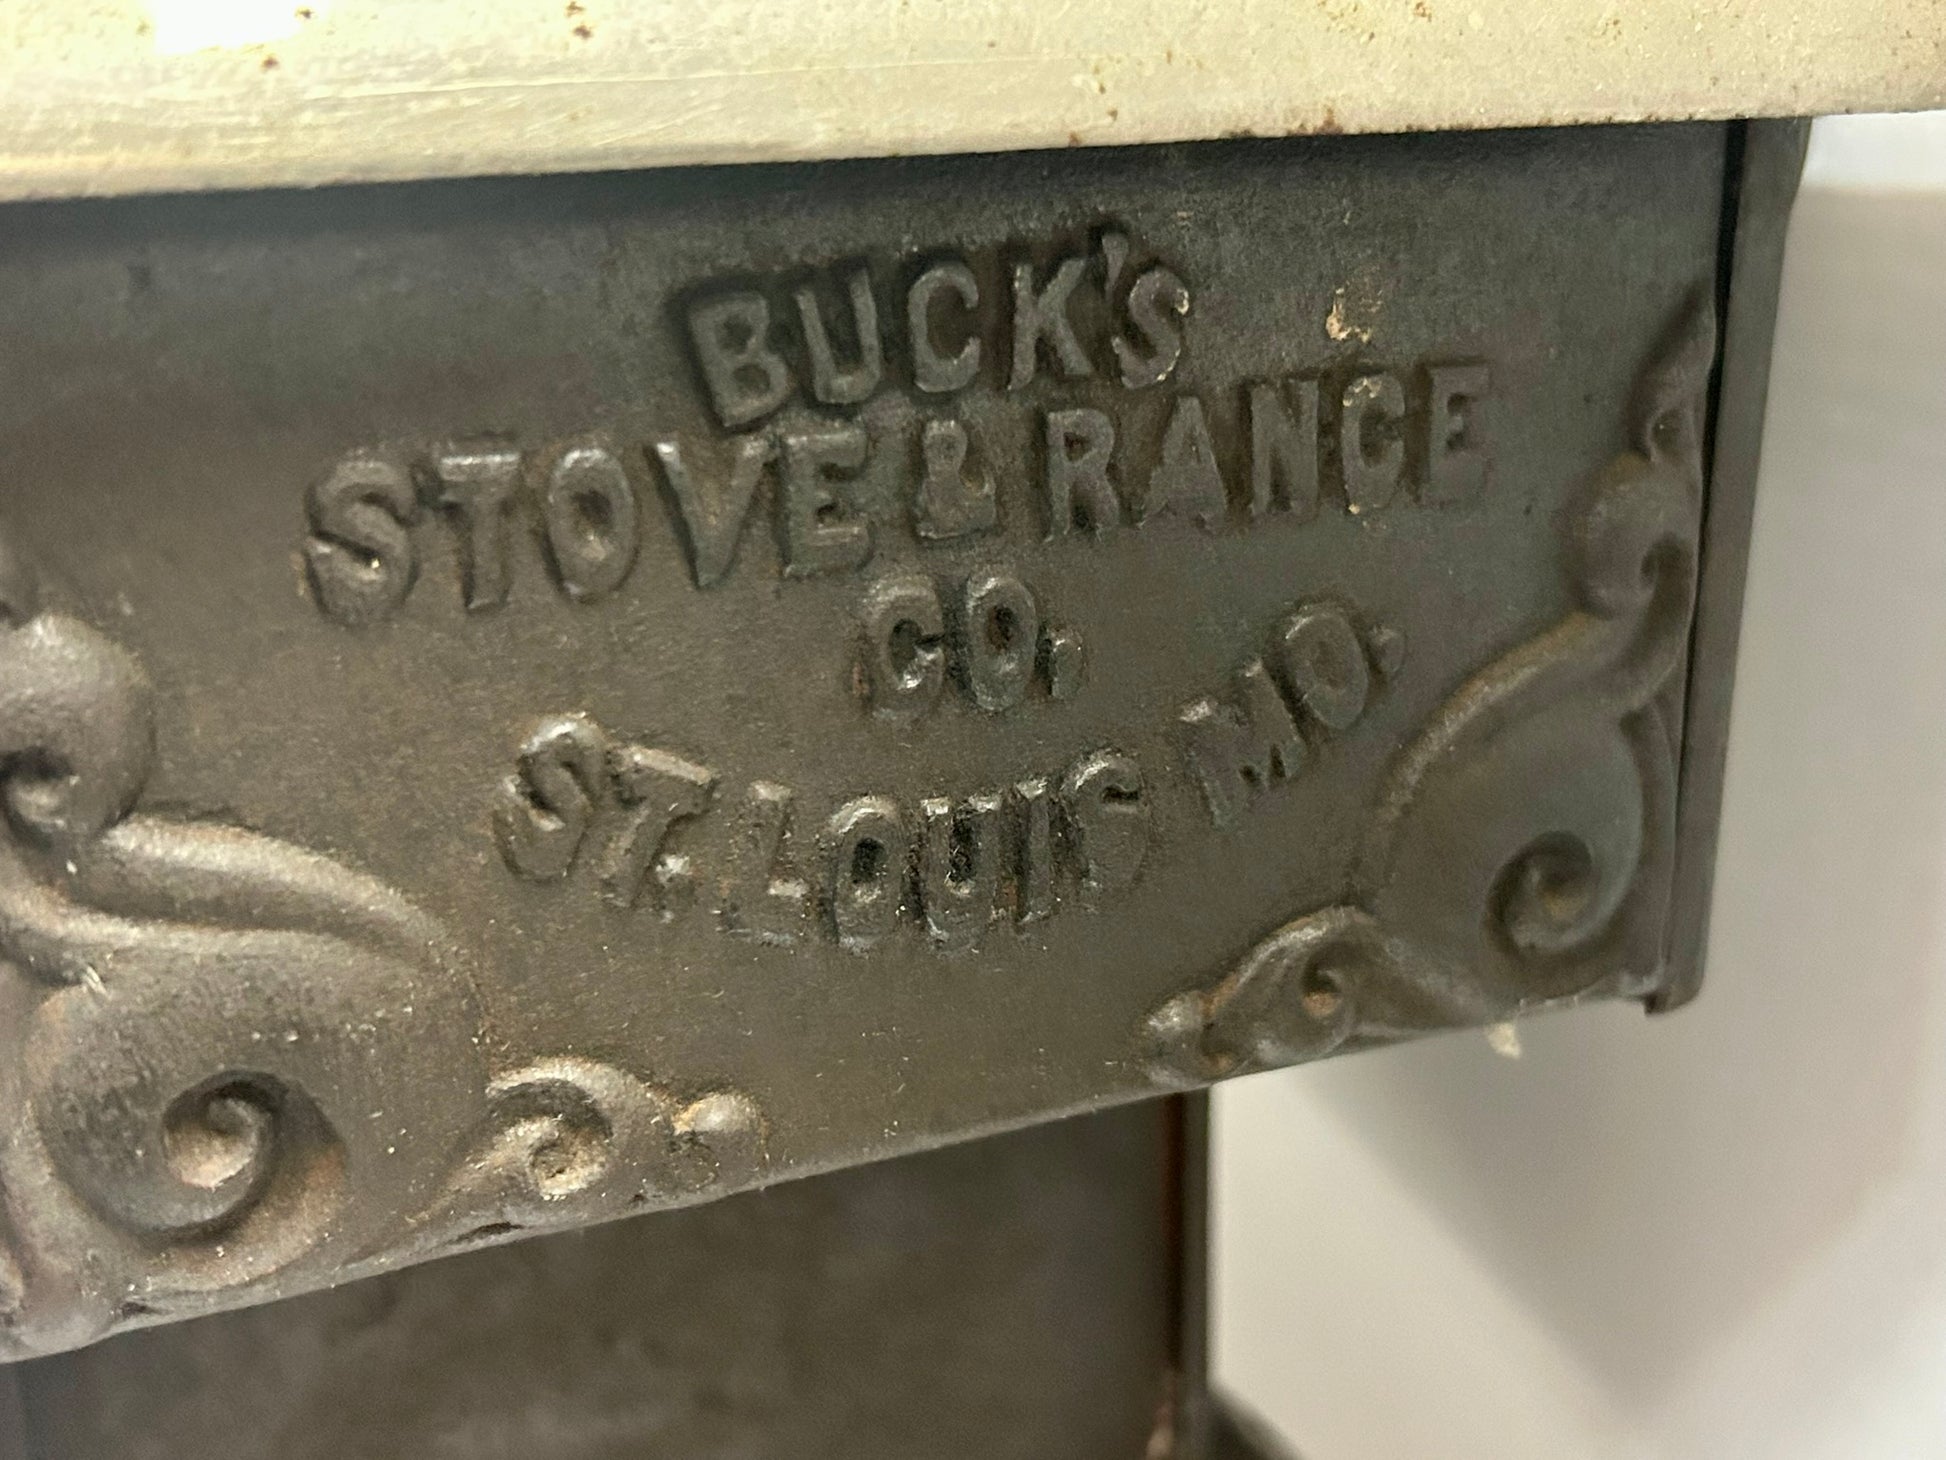 BUCK'S
STOVE & RANGE
CO.
ST. LOUIS MO.